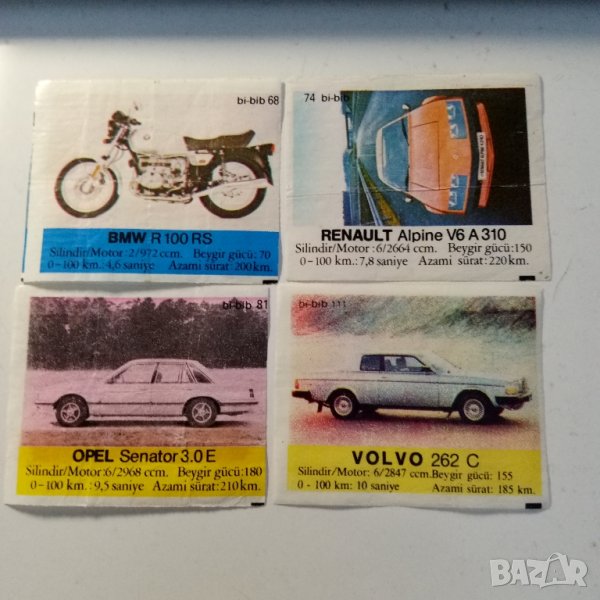 bi-bib 68
BMW R 100 RS
Silindir/Motor: 2/972 ccm. Beygir gücü: 70
0-100 km.: 4,6 saniye Azami sürat: 200 km.
74 bi-bib
RENAULT Alpine V6 A 310
Silindir/Motor :6/2664 ccm. Beygir gücü:150
0-100 km.: 7,8 saniye Azami sürat:220km.
bi-bib 81
OPEL Senator 3.0 E
Silindir/Motor:6/2968 ccm. Beygir gücü:180
0-100 km.: 9,5 saniye Azami sürat:210km.
bi-bib 111
VOLVO 262 C
Silindir/Motor: 6/2847 ccm. Beygir gücü: 155
0 - 100 km: 10 saniye Azami sürat: 185 km.
BAZAR